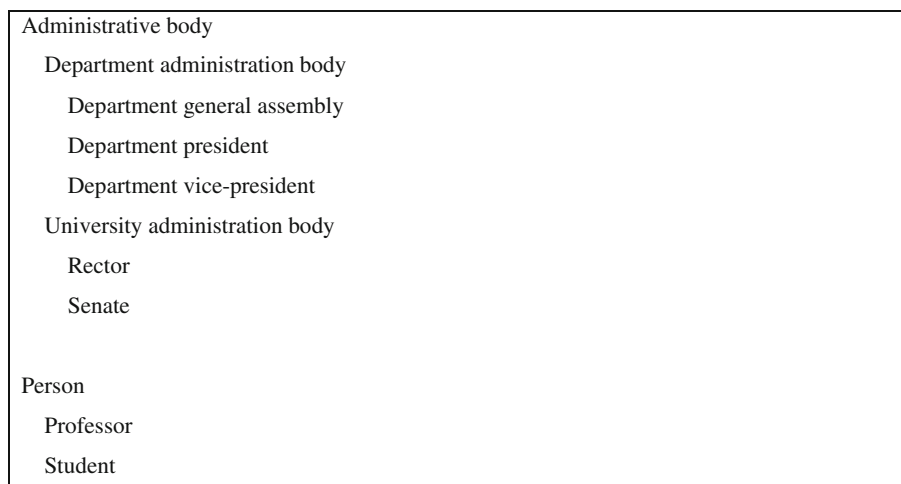 Administrative body
Department administration body
Department general assembly
Department president
Department vice-president
University administration body
Rector
Senate
Person
Professor
Student